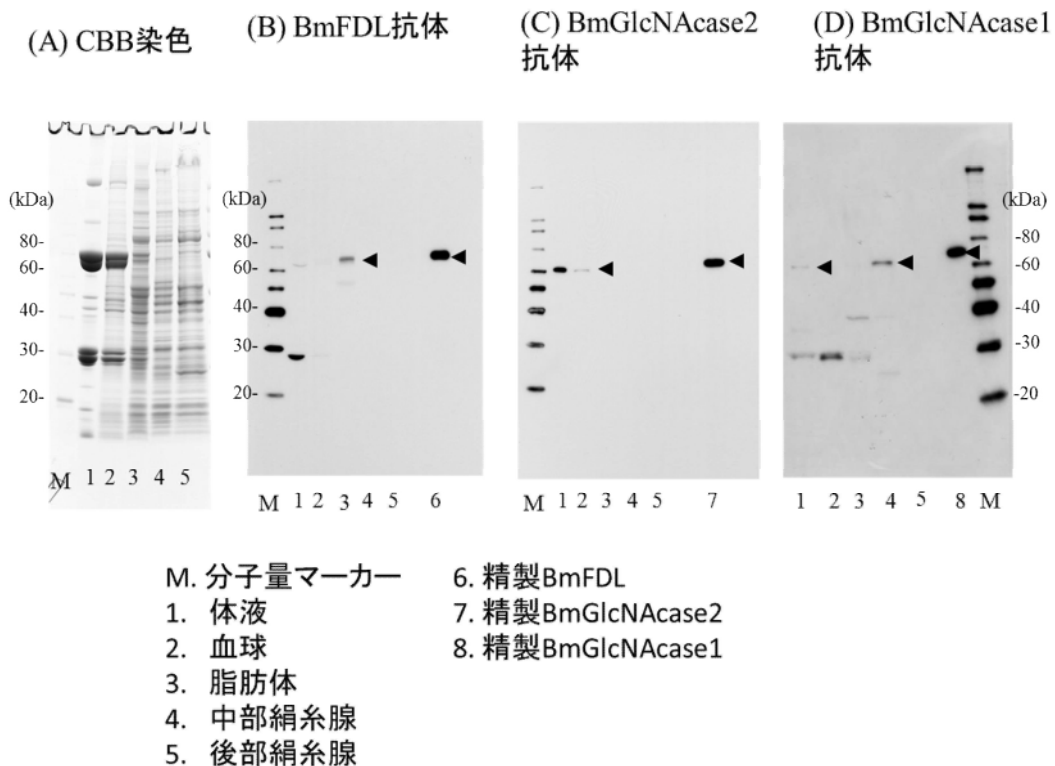 (A) CBB染色
(B) BmFDL抗体
(C) BmGlcNAcase2
抗体
(D) BmGlcNAcase1
抗体
(kDa)
80-
60-
40-
30-
20-
M 1 2 3 4 5
(kDa)
80-
60-
40-
30-
20-
M 1 2 3 4 5 6
M 1 2 3 4 5 7
(kDa)
-80
-60
-40
-30
-20
1 2 3 4 5 8 M
M. 分子量マーカー
1. 体液
2. 血球
3. 脂肪体
4. 中部絹糸腺
5. 後部絹糸腺
6. 精製BmFDL
7. 精製BmGlcNAcase2
8. 精製BmGlcNAcase1